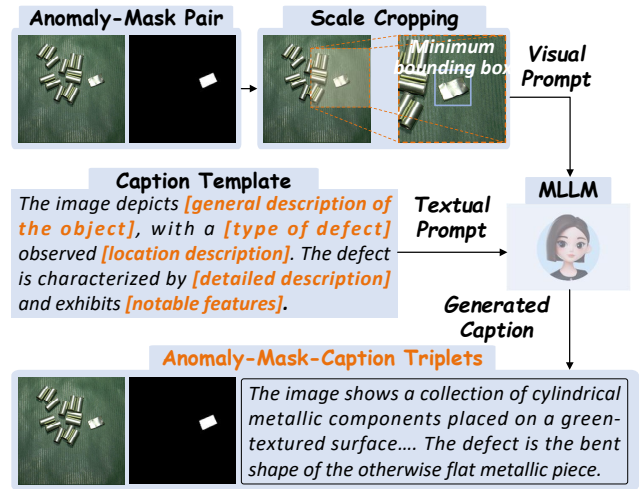 Anomaly-Mask Pair
Scale Cropping
Minimum
bounding box
Visual
Prompt
Caption Template
The image depicts [general description of
the object], with a [type of defect]
observed [location description]. The defect
is characterized by [detailed description]
and exhibits [notable features].
Textual
Prompt
MLLM
Generated
Caption
Anomaly-Mask-Caption Triplets
The image shows a collection of cylindrical
metallic components placed on a green-
textured surface.... The defect is the bent
shape of the otherwise flat metallic piece.